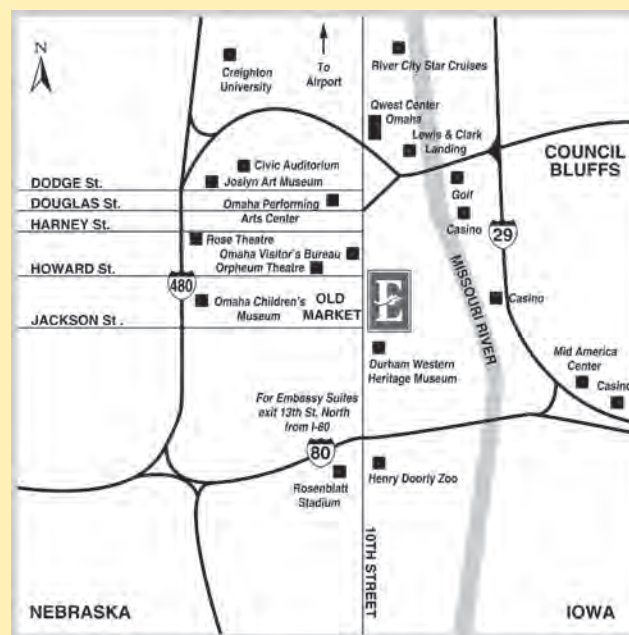 N
Creighton
University
To
Airport
River City Star Cruises
Qwest Center
Omaha
Lewis & Clark
Landing
COUNCIL
BLUFFS
Civic Auditorium
DODGE St.
Joslyn Art Museum
Golf
DOUGLAS St.
Omaha Performing
Arts Center
Casino
HARNEY St.
29
Rose Theatre
Omaha Visitor's Bureau
HOWARD St.
Orpheum Theatre
480
MISSOURI RIVER
E
Omaha Children's
Museum
OLD
MARKET
Casino
JACKSON St .
Durham Western
Heritage Museum
Mid America
Center
Casino
For Embassy Suites
exit 13th St. North
from I-80
80
Rosenblatt
Stadium
Henry Doorly Zoo
10TH STREET
NEBRASKA
IOWA